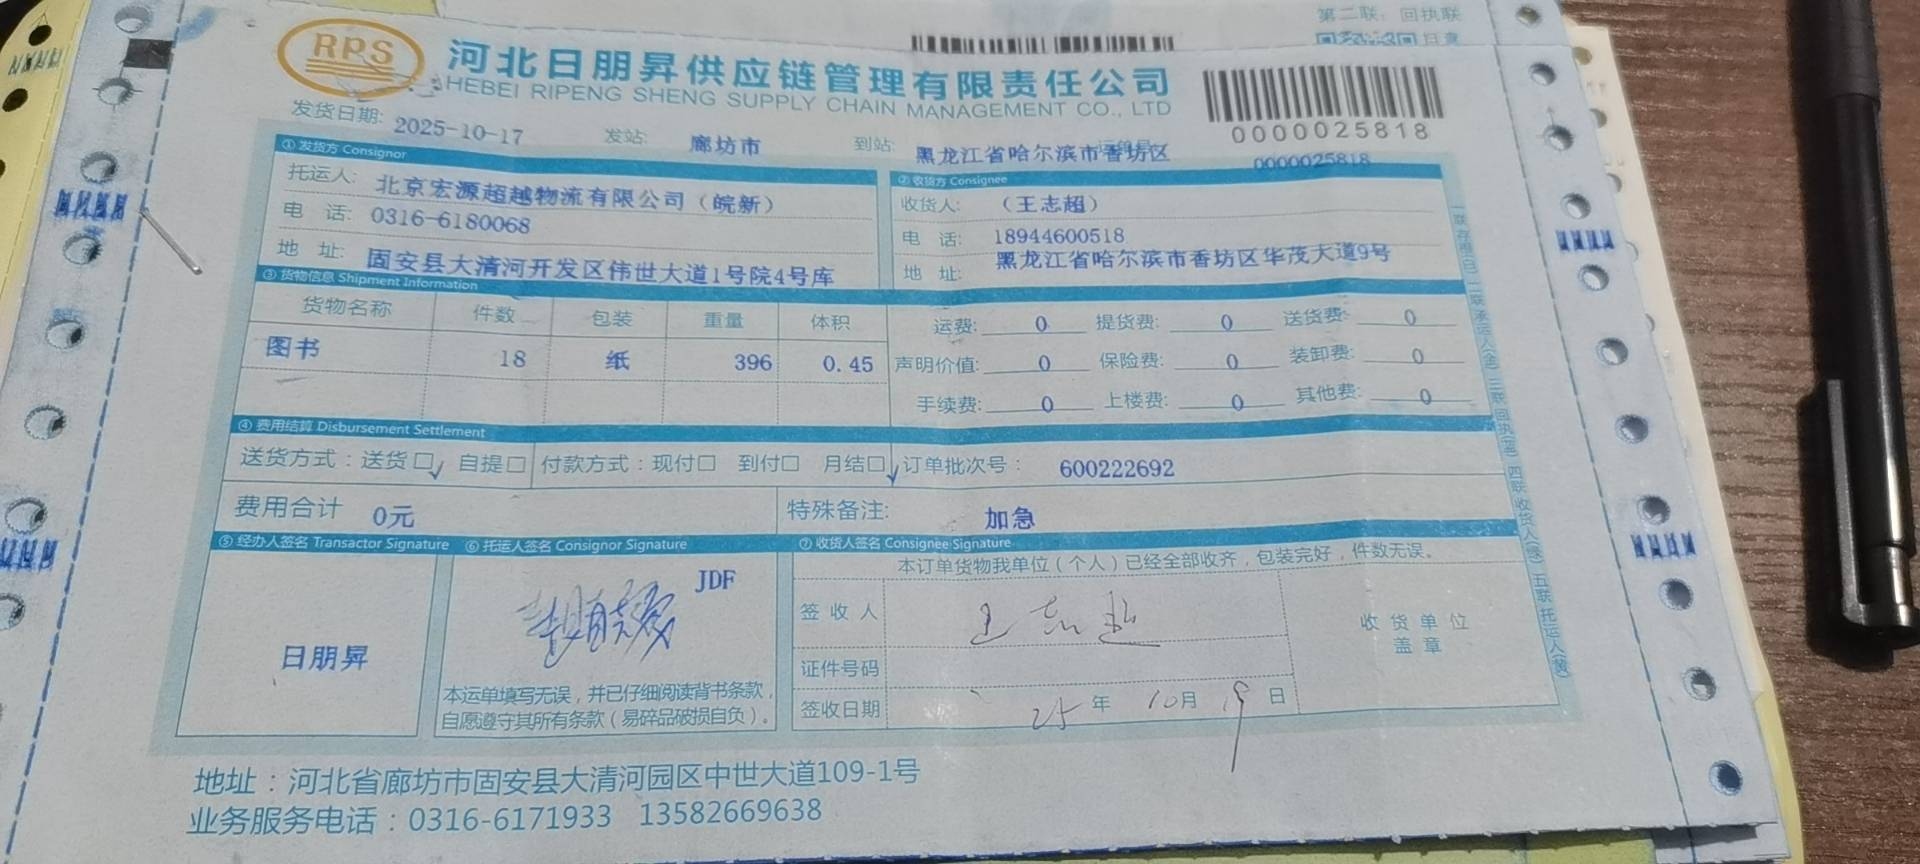 第二联：回执联
RPS
河北日朋昇供应链管理有限责任公司
HEBEI RIPENG SHENG SUPPLY CHAIN MANAGEMENT CO., LTD
0000025818
发货日期: 2025-10-17 发站: 廊坊市 到站: 黑龙江省哈尔滨市香坊区 运单号 0000025818
①发货方 Consignor
托运人: 北京宏源超越物流有限公司（皖新）
电 话: 0316-6180068
地 址: 固安县大清河开发区伟世大道1号院4号库
②收货方 Consignee
收货人: （王志超）
电 话: 18944600518
地 址: 黑龙江省哈尔滨市香坊区华茂大道9号
③货物信息 Shipment Information
货物名称 件数 包装 重量 体积
图书 18 纸 396 0.45
运费: 0 提货费: 0 送货费: 0
声明价值: 0 保险费: 0 装卸费: 0
手续费: 0 上楼费: 0 其他费: 0
④费用结算 Disbursement Settlement
送货方式：送货□√ 自提□ 付款方式：现付□ 到付□ 月结□√ 订单批次号： 600222692
费用合计 0元 特殊备注: 加急
⑤经办人签名 Transactor Signature
日朋昇
⑥托运人签名 Consignor Signature
JDF
本运单填写无误，并已仔细阅读背书条款，
自愿遵守其所有条款（易碎品破损自负）。
⑦收货人签名 Consignee Signature
本订单货物我单位（个人）已经全部收齐，包装完好，件数无误。
签收人 王志超
证件号码
签收日期 25年 10月 19日
收货单位
盖章
地址：河北省廊坊市固安县大清河园区中世大道109-1号
业务服务电话：0316-6171933 13582669638